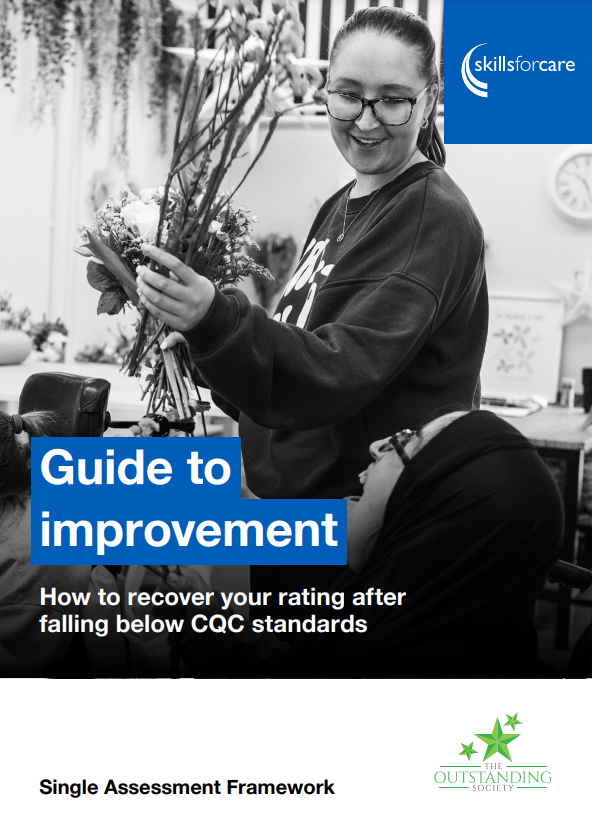 skillsforcare
Guide to
improvement
How to recover your rating after
falling below CQC standards
Single Assessment Framework
THE
OUTSTANDING
SOCIETY